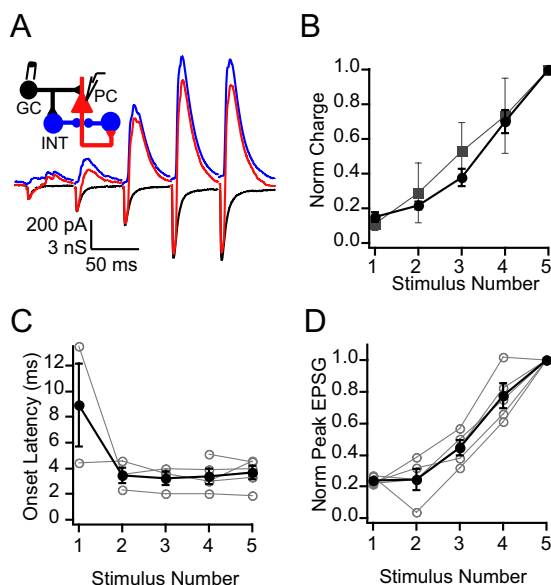 A
GC
PC
INT
200 pA
3 nS
50 ms
B
Norm Charge
1.0
0.8
0.6
0.4
0.2
0.0
1 2 3 4 5
Stimulus Number
C
Onset Latency (ms)
12
10
8
6
4
2
0
1 2 3 4 5
Stimulus Number
D
Norm Peak EPSG
1.0
0.8
0.6
0.4
0.2
0.0
1 2 3 4 5
Stimulus Number